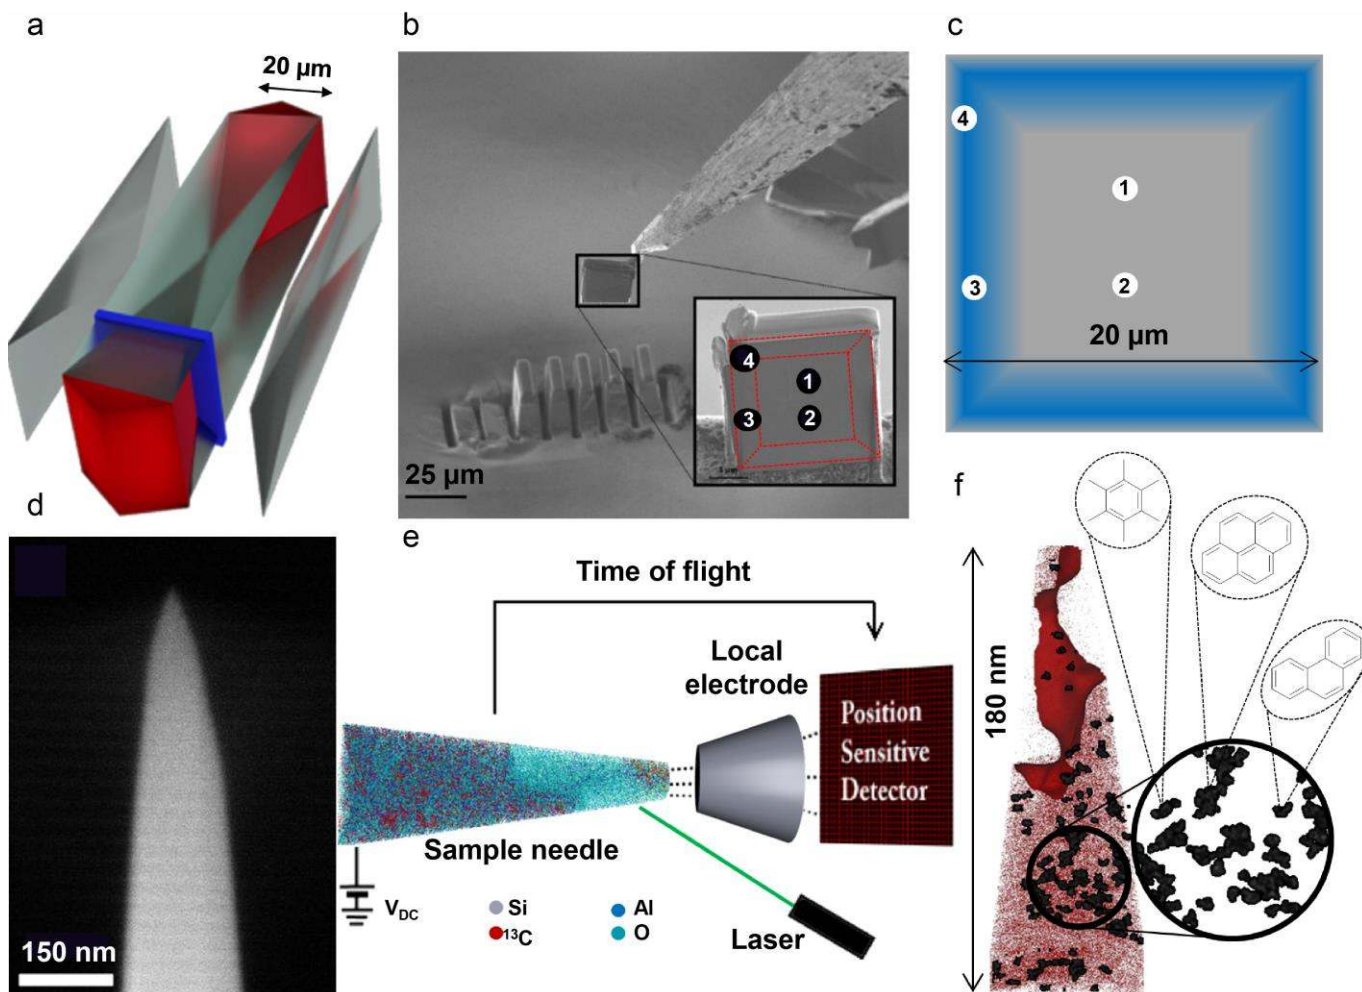 a
20 µm
b
4
1
3
2
25 µm
c
4
1
3
2
20 µm
d
150 nm
e
Time of flight
Local
electrode
Position
Sensitive
Detector
Sample needle
V_DC
Si
Al
13C
O
Laser
f
180 nm